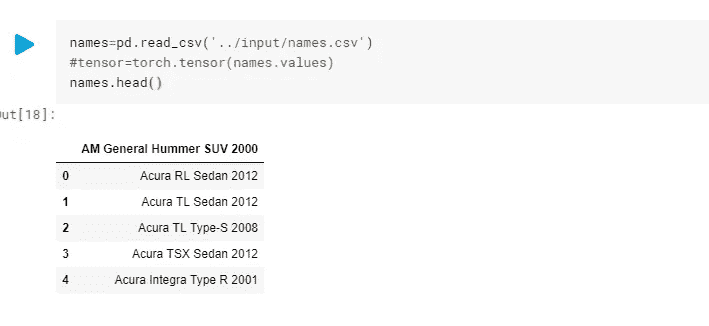 names=pd.read_csv('../input/names.csv')
#tensor=torch.tensor(names.values)
names.head()
ut[18]:
AM General Hummer SUV 2000
0 Acura RL Sedan 2012
1 Acura TL Sedan 2012
2 Acura TL Type-S 2008
3 Acura TSX Sedan 2012
4 Acura Integra Type R 2001